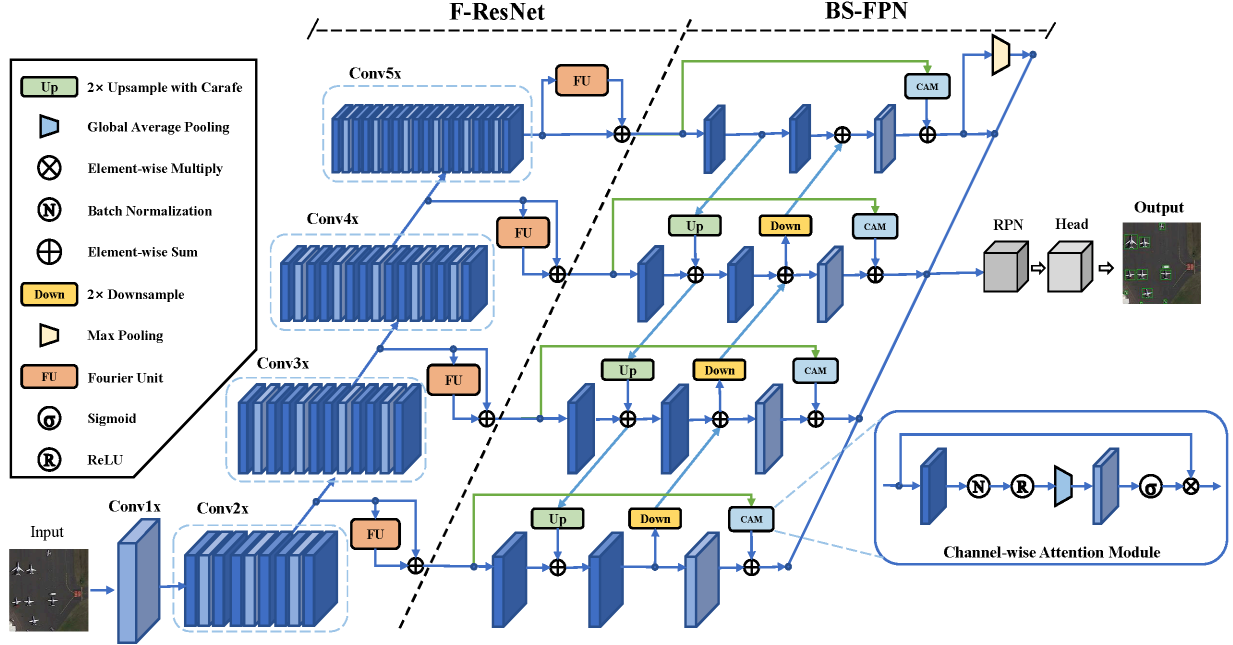 F-ResNet
BS-FPN
Up
2× Upsample with Carafe
Global Average Pooling
Element-wise Multiply
N
Batch Normalization
Element-wise Sum
Down
2× Downsample
Max Pooling
FU
Fourier Unit
σ
Sigmoid
R
ReLU
Conv5x
FU
CAM
Conv4x
FU
Up
Down
CAM
RPN
Head
Output
Conv3x
FU
Up
Down
CAM
Input
Conv1x
Conv2x
FU
Up
Down
CAM
N
R
σ
Channel-wise Attention Module